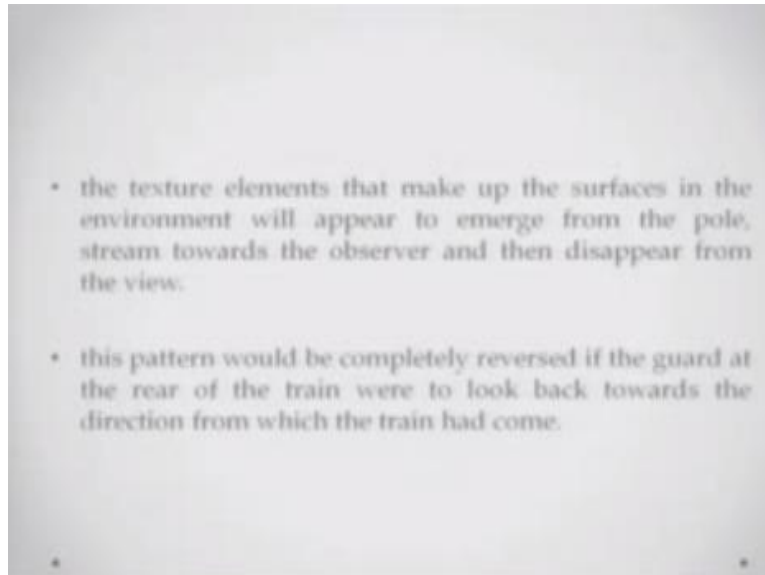 • the texture elements that make up the surfaces in the
environment will appear to emerge from the pole,
stream towards the observer and then disappear from
the view.
• this pattern would be completely reversed if the guard at
the rear of the train were to look back towards the
direction from which the train had come.